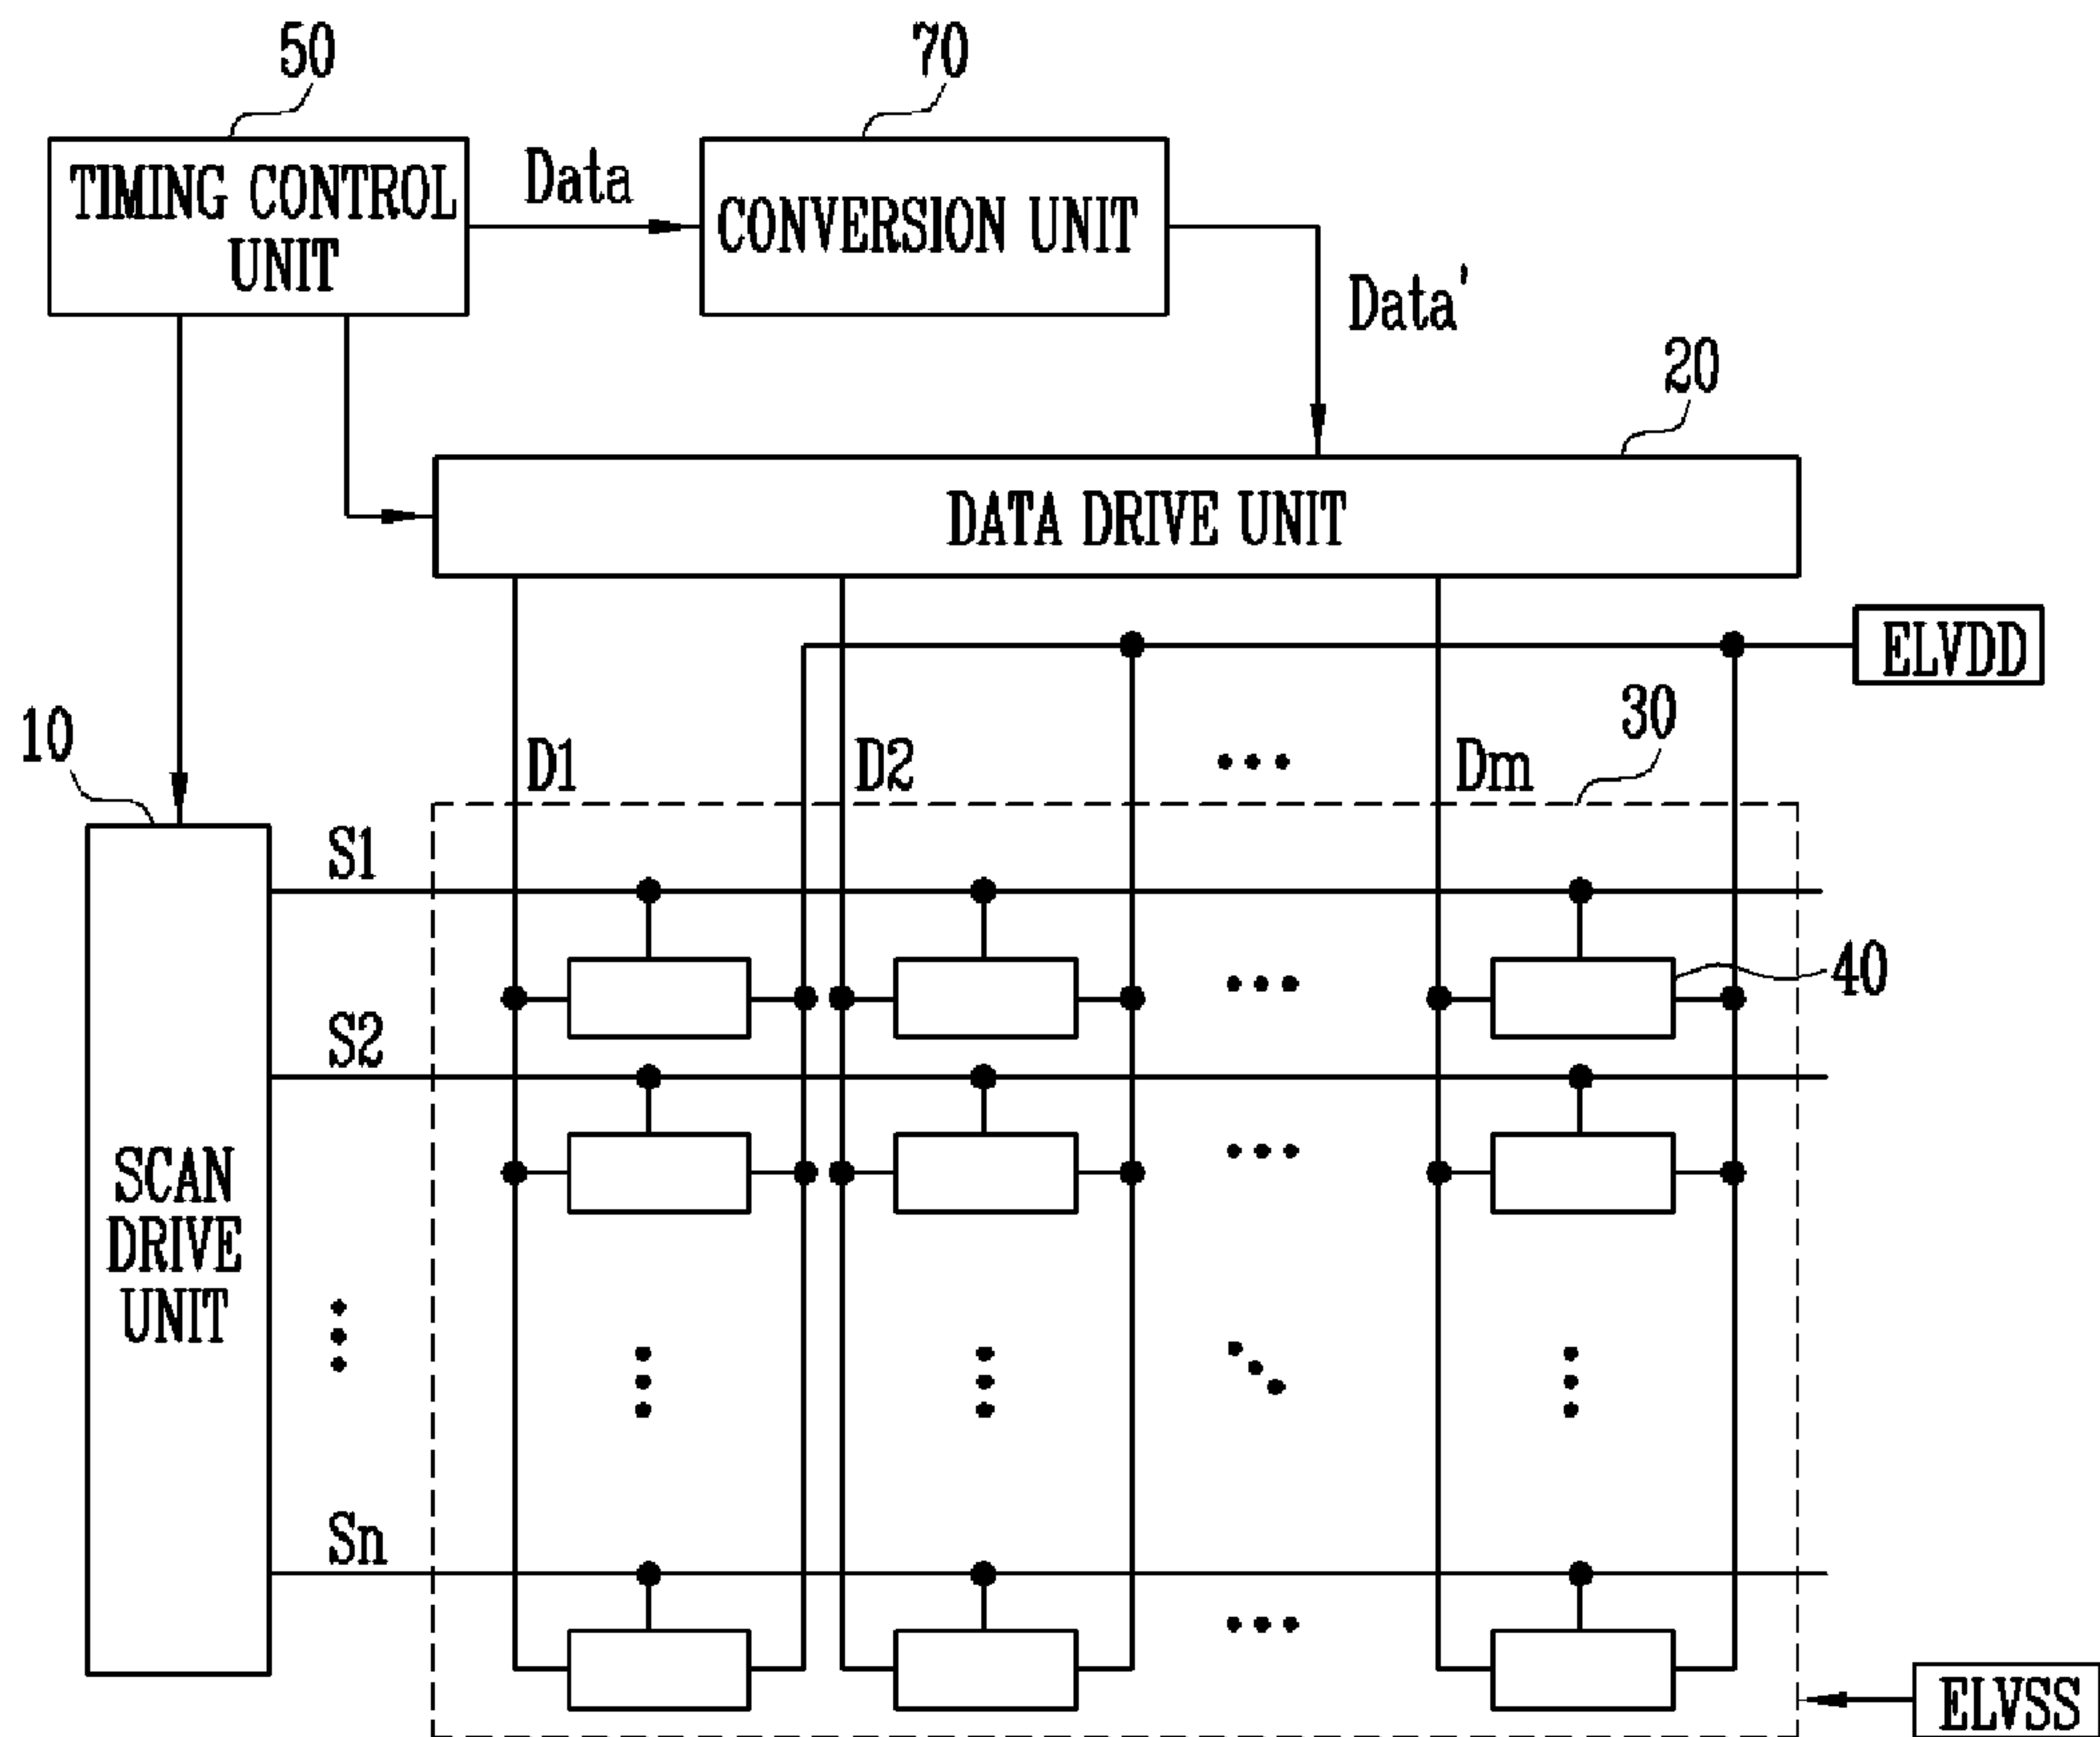 50
70
TIMING CONTROL
UNIT
Data
CONVERSION UNIT
Data'
20
DATA DRIVE UNIT
ELVDD
30
10
D1
D2
Dm
S1
40
S2
SCAN
DRIVE
UNIT
Sn
ELVSS